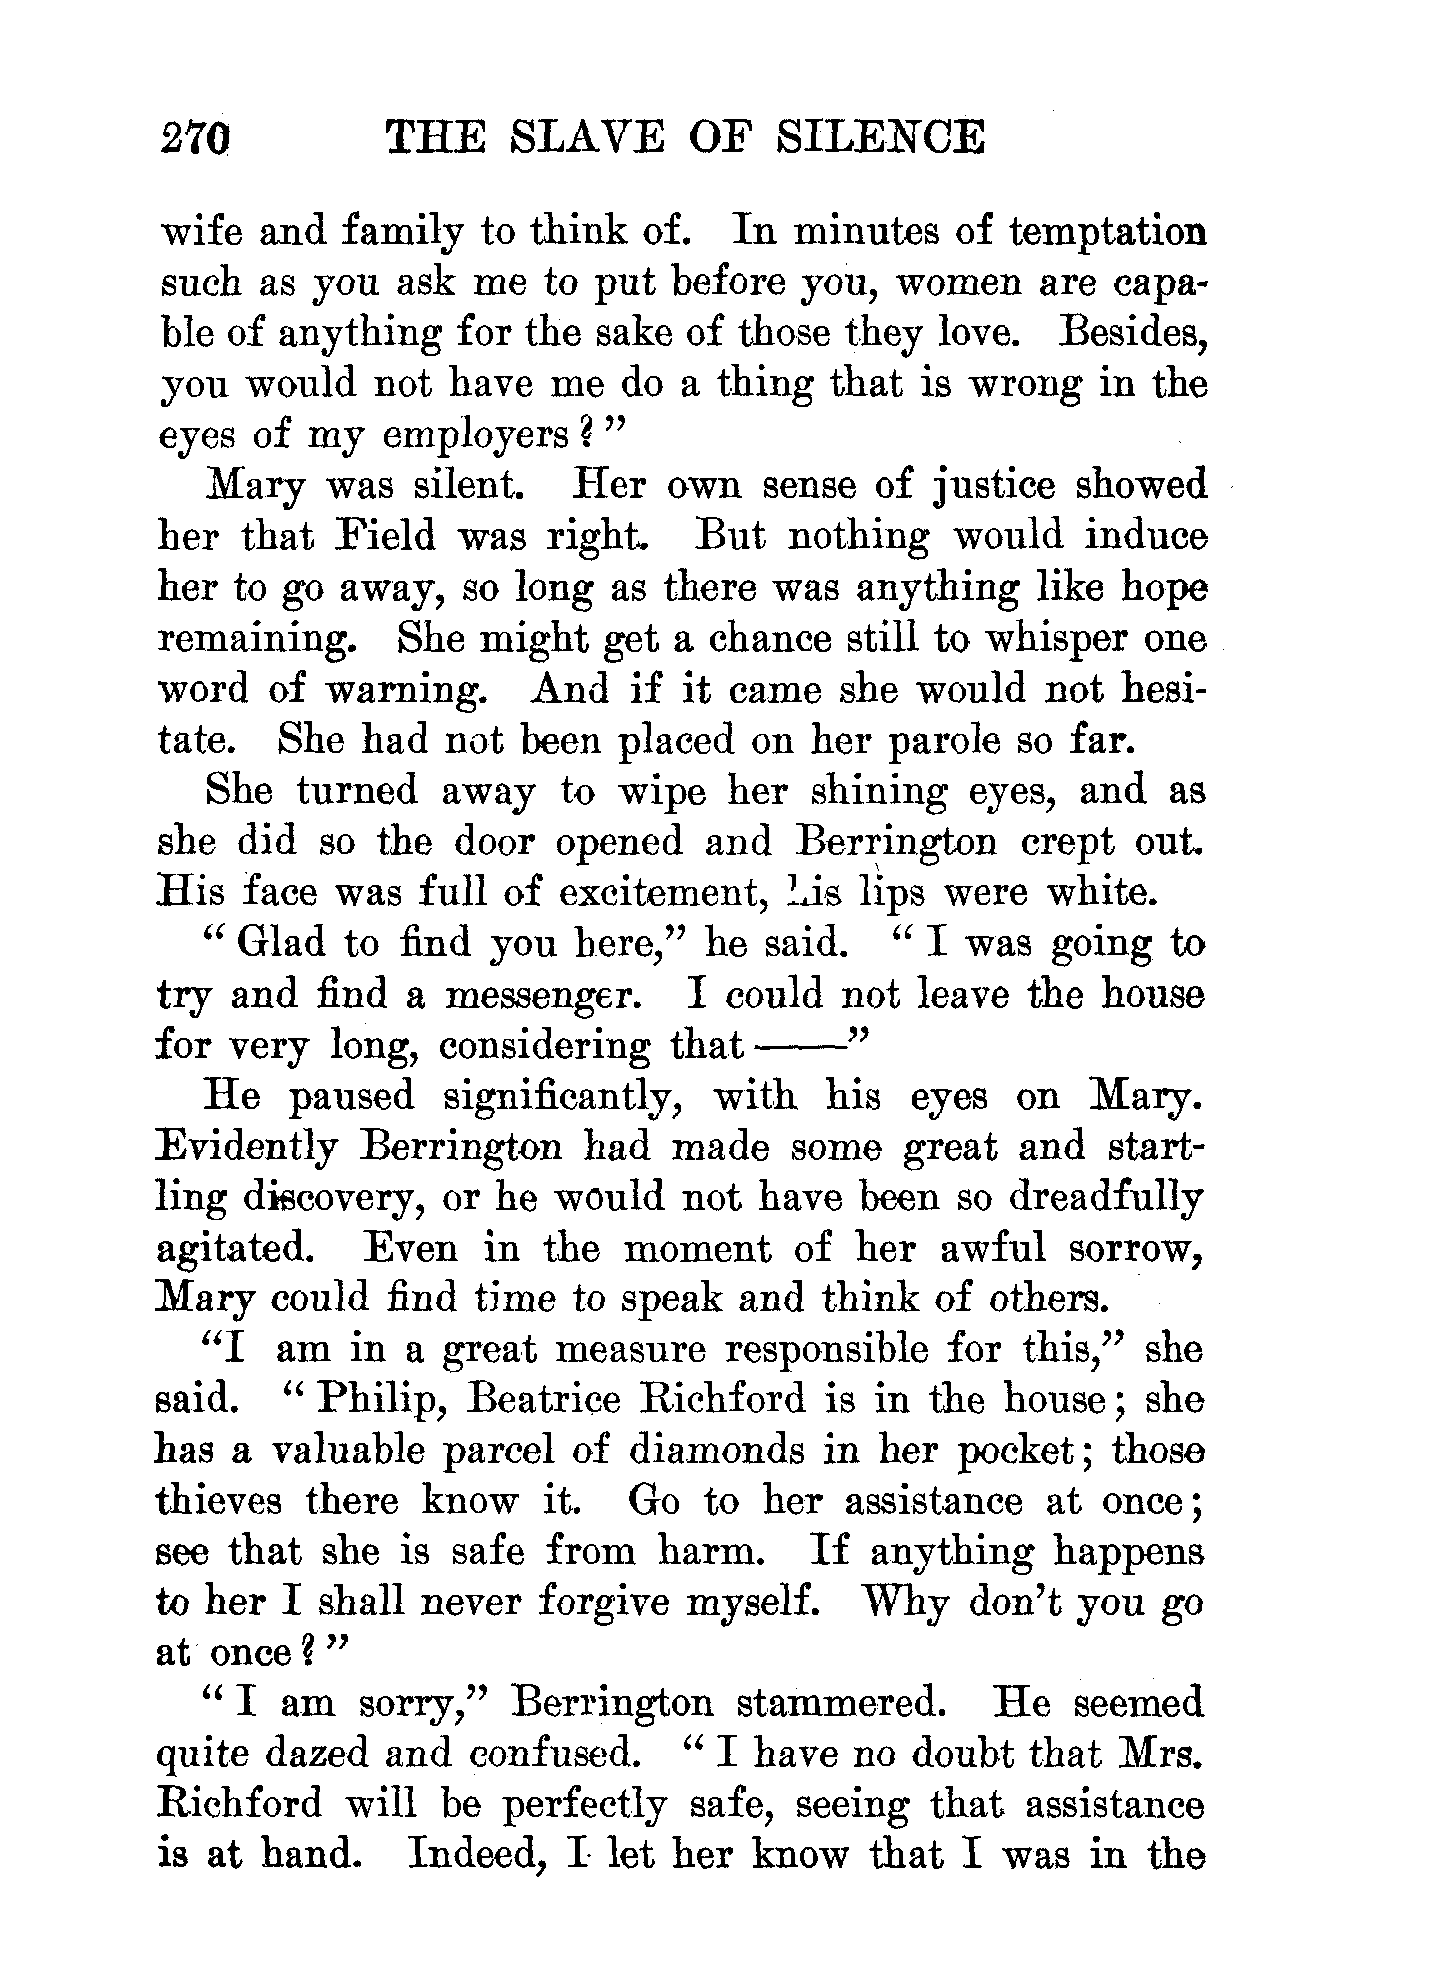 270 THE SLAVE OF SILENCE
wife and family to think of. In minutes of temptation
such as you ask me to put before you, women are capa-
ble of anything for the sake of those they love. Besides,
you would not have me do a thing that is wrong in the
eyes of my employers?"
Mary was silent. Her own sense of justice showed
her that Field was right. But nothing would induce
her to go away, so long as there was anything like hope
remaining. She might get a chance still to whisper one
word of warning. And if it came she would not hesi-
tate. She had not been placed on her parole so far.
She turned away to wipe her shining eyes, and as
she did so the door opened and Berrington crept out.
His face was full of excitement, his lips were white.
"Glad to find you here," he said. "I was going to
try and find a messenger. I could not leave the house
for very long, considering that——"
He paused significantly, with his eyes on Mary.
Evidently Berrington had made some great and start-
ling discovery, or he would not have been so dreadfully
agitated. Even in the moment of her awful sorrow,
Mary could find time to speak and think of others.
"I am in a great measure responsible for this," she
said. "Philip, Beatrice Richford is in the house; she
has a valuable parcel of diamonds in her pocket; those
thieves there know it. Go to her assistance at once;
see that she is safe from harm. If anything happens
to her I shall never forgive myself. Why don't you go
at once?"
"I am sorry," Berrington stammered. He seemed
quite dazed and confused. "I have no doubt that Mrs.
Richford will be perfectly safe, seeing that assistance
is at hand. Indeed, I let her know that I was in the